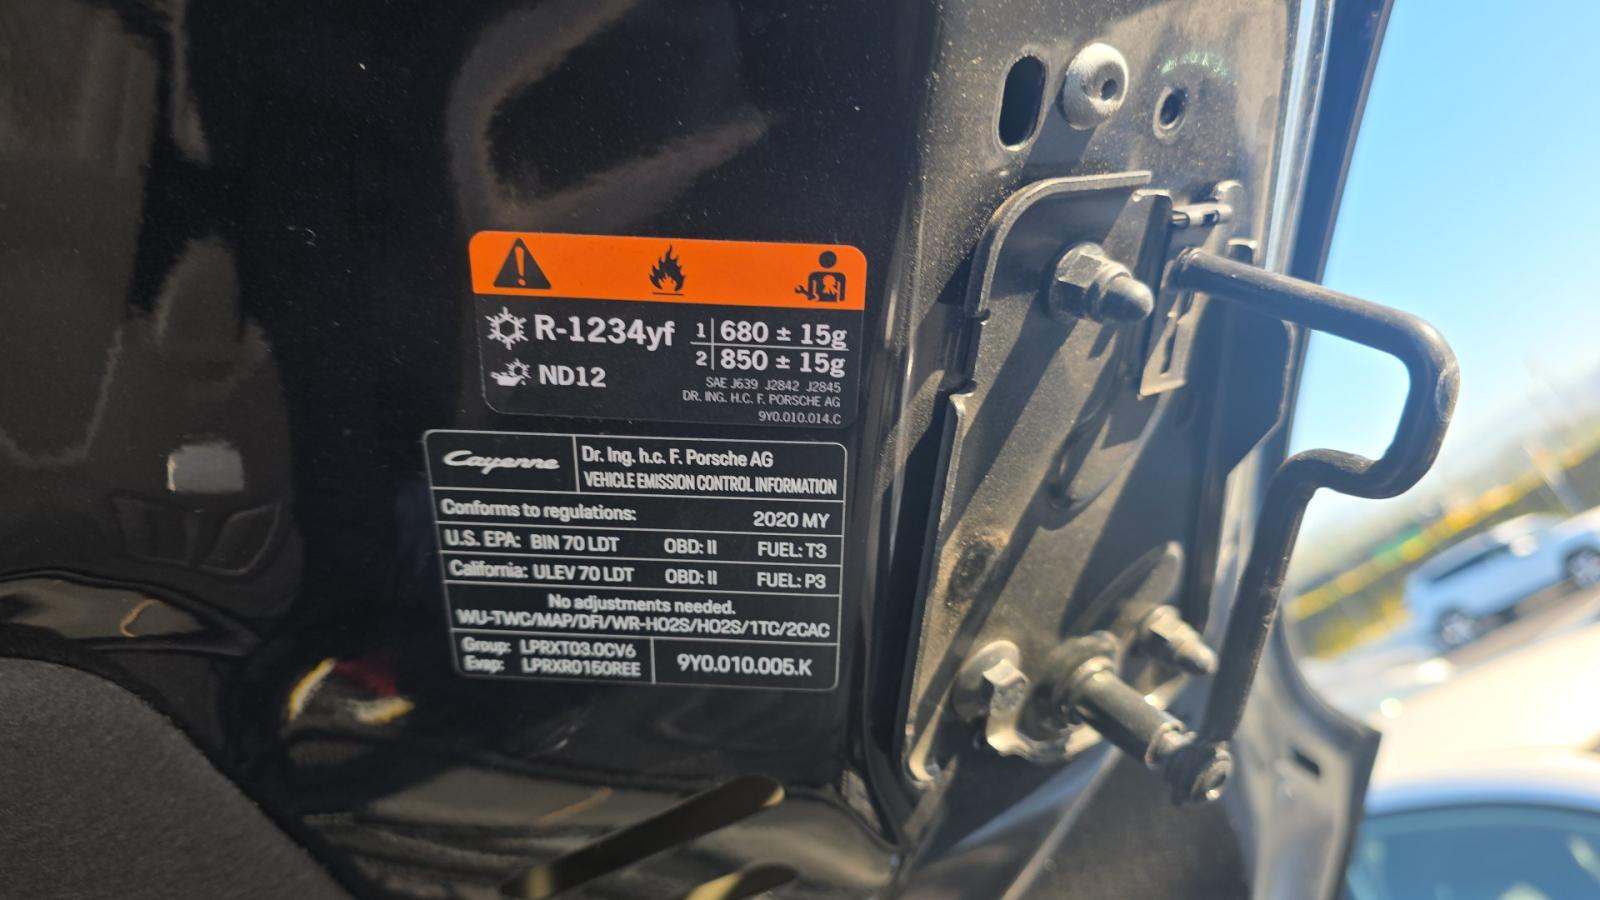 R-1234yf 1 680 ± 15g
2 850 ± 15g
ND12
SAE J639 J2842 J2845
DR. ING. H.C. F. PORSCHE AG
9Y0.010.014.C
Cayenne Dr. Ing. h.c. F. Porsche AG
VEHICLE EMISSION CONTROL INFORMATION
Conforms to regulations: 2020 MY
U.S. EPA: BIN 70 LDT OBD: II FUEL: T3
California: ULEV 70 LDT OBD: II FUEL: P3
No adjustments needed.
WU-TWC/MAP/DFI/WR-HO2S/HO2S/1TC/2CAC
Group: LPRXT03.0CV6
Evap: LPRXR0150REE
9Y0.010.005.K